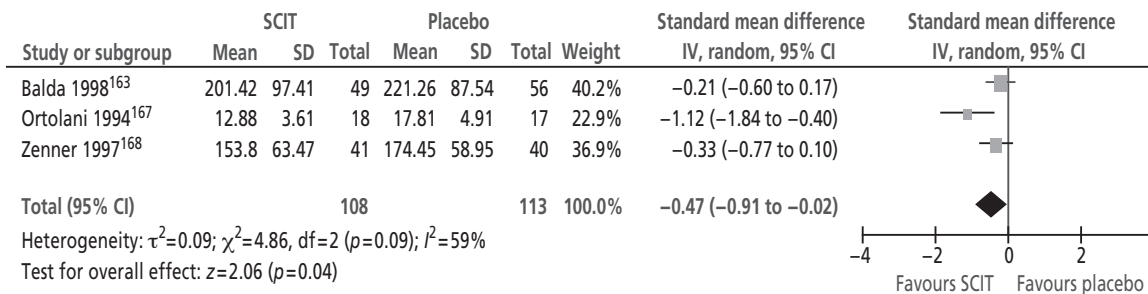 SCIT Placebo Standard mean difference Standard mean difference
Study or subgroup Mean SD Total Mean SD Total Weight IV, random, 95% CI IV, random, 95% CI
Balda 1998¹⁶³ 201.42 97.41 49 221.26 87.54 56 40.2% −0.21 (−0.60 to 0.17)
Ortolani 1994¹⁶⁷ 12.88 3.61 18 17.81 4.91 17 22.9% −1.12 (−1.84 to −0.40)
Zenner 1997¹⁶⁸ 153.8 63.47 41 174.45 58.95 40 36.9% −0.33 (−0.77 to 0.10)
Total (95% CI) 108 113 100.0% −0.47 (−0.91 to −0.02)
Heterogeneity: τ²=0.09; χ²=4.86, df=2 (p=0.09); I²=59%
Test for overall effect: z=2.06 (p=0.04)
−4 −2 0 2
Favours SCIT Favours placebo